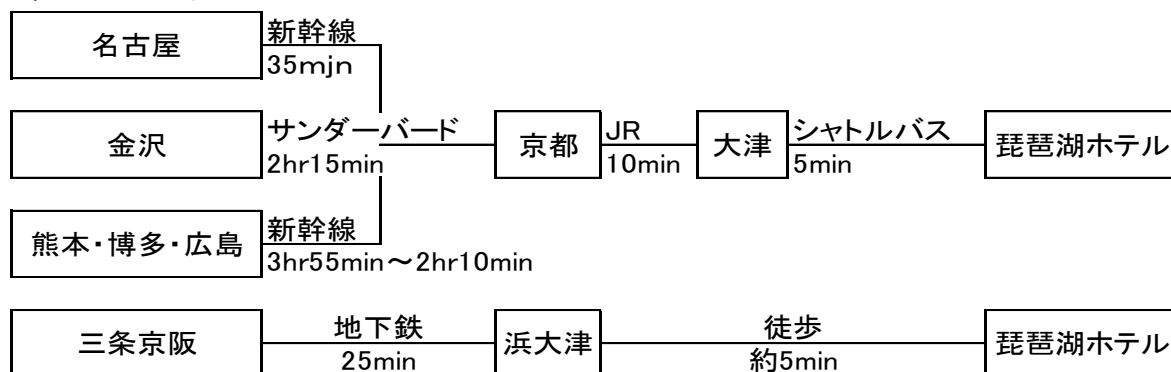 名古屋 新幹線
35mjn
金沢 サンダーバード 京都 JR 大津 シャトルバス 琵琶湖ホテル
2hr15min 10min 5min
熊本・博多・広島 新幹線
3hr55min～2hr10min
三条京阪 地下鉄 浜大津 徒歩 琵琶湖ホテル
25min 約5min